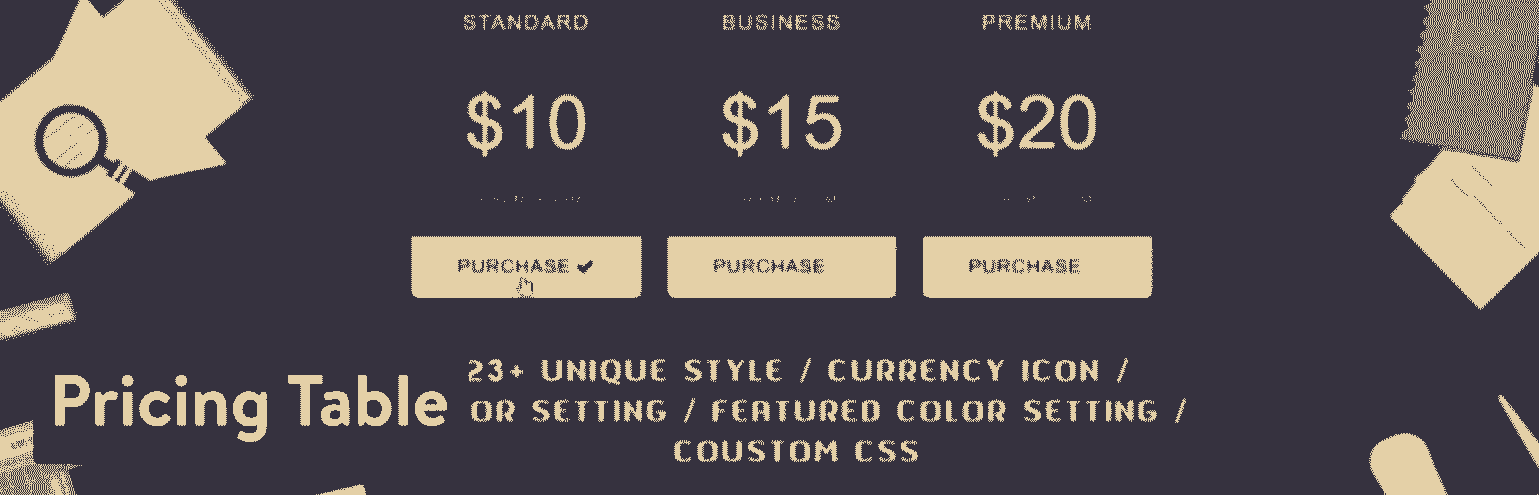 STANDARD BUSINESS PREMIUM
$10 $15 $20
PURCHASE ✔ PURCHASE PURCHASE
Pricing Table
23+ UNIQUE STYLE / CURRENCY ICON /
OR SETTING / FEATURED COLOR SETTING /
COUSTOM CSS